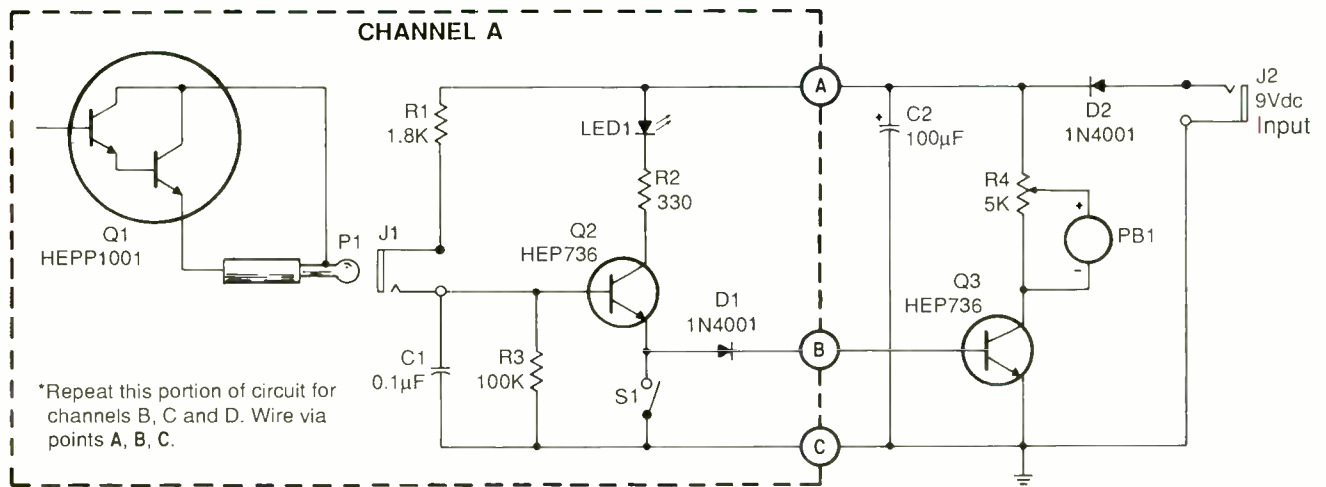 CHANNEL A
Q1
HEPP1001
P1
J1
R1
1.8K
LED1
R2
330
Q2
HEP736
D1
1N4001
C1
0.1µF
R3
100K
S1
*Repeat this portion of circuit for
channels B, C and D. Wire via
points A, B, C.
A
B
C
+
C2
100µF
D2
1N4001
J2
9Vdc
Input
R4
5K
+
PB1
-
Q3
HEP736